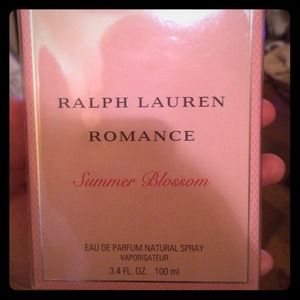 RALPH LAUREN
ROMANCE
Summer Blossom
EAU DE PARFUM NATURAL SPRAY
VAPORISATEUR
3.4 FL. OZ. 100 ml